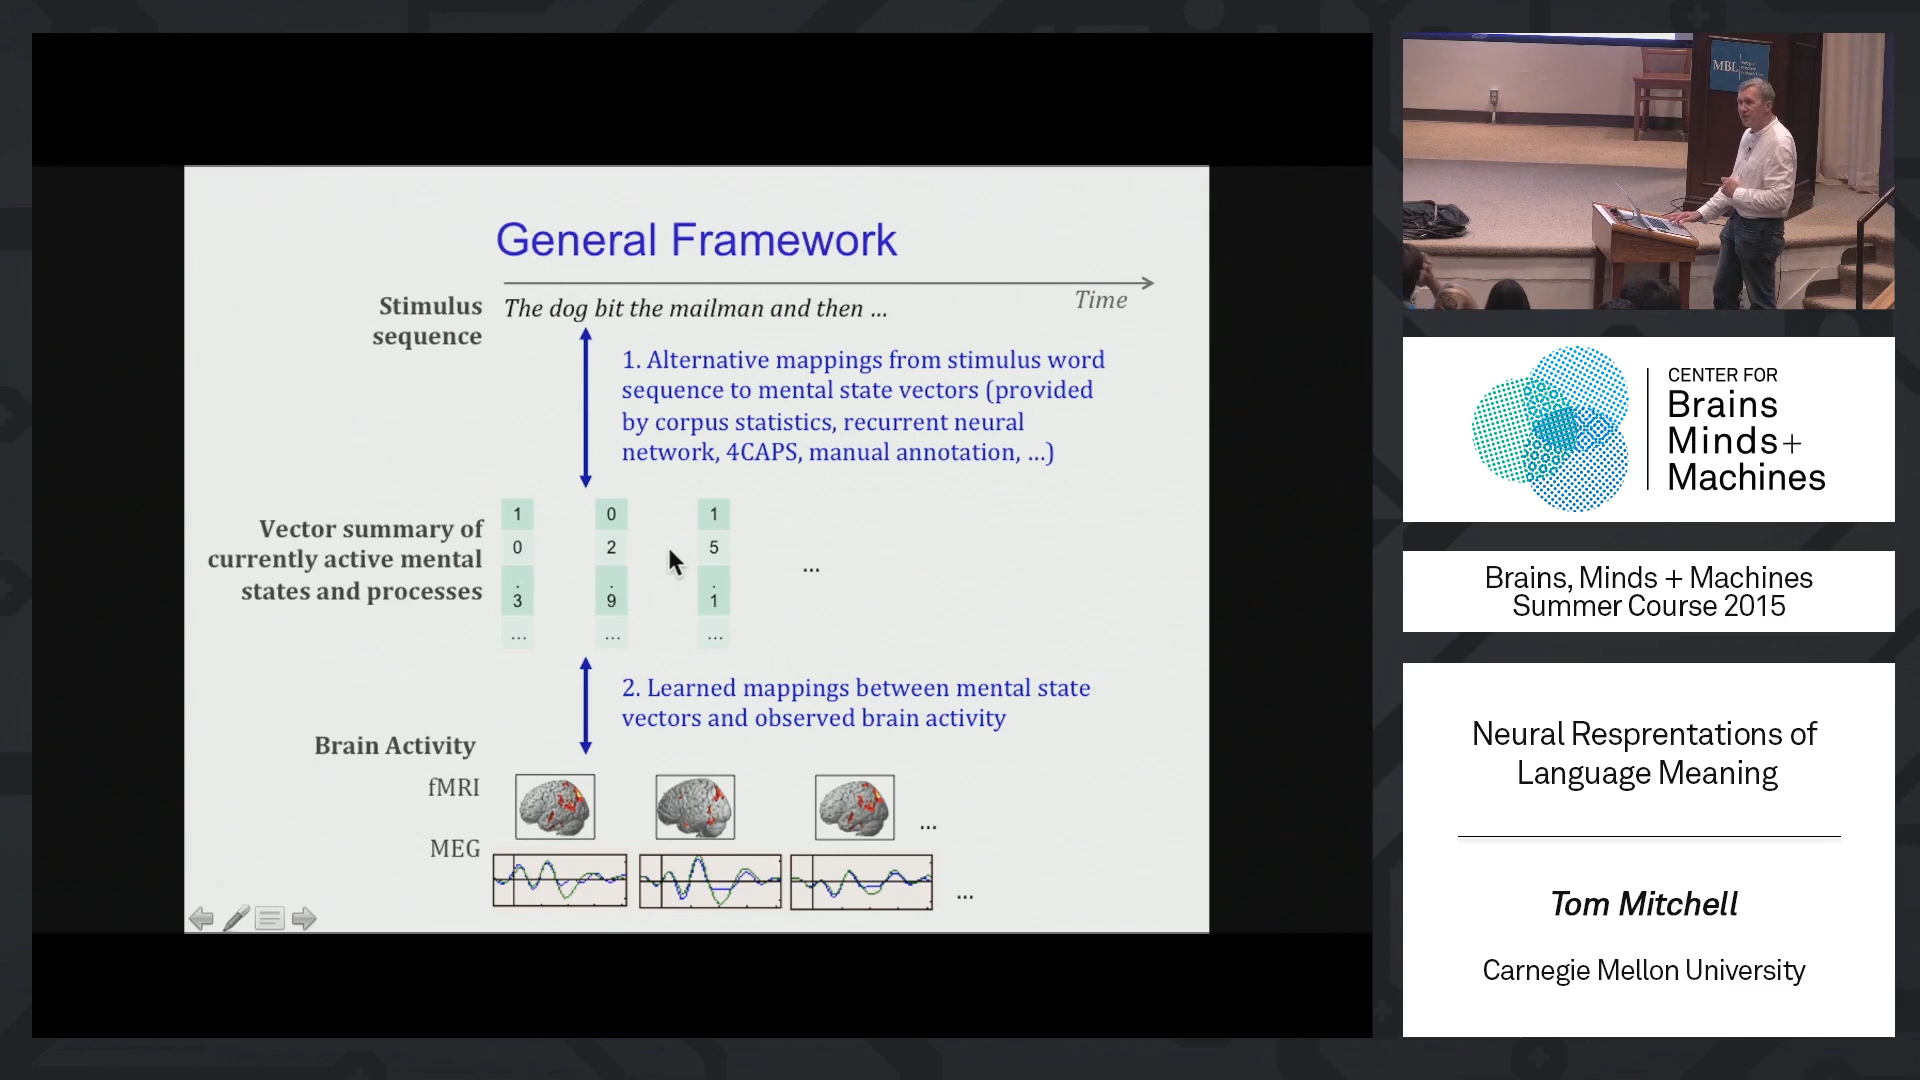 General Framework
Time
Stimulus
sequence
The dog bit the mailman and then ...
1. Alternative mappings from stimulus word
sequence to mental state vectors (provided
by corpus statistics, recurrent neural
network, 4CAPS, manual annotation, ...)
Vector summary of
currently active mental
states and processes
1 0 1
0 2 5 ...
. . .
3 9 1
... ... ...
2. Learned mappings between mental state
vectors and observed brain activity
Brain Activity
fMRI
...
MEG
...
MBL
CENTER FOR
Brains
Minds+
Machines
Brains, Minds + Machines
Summer Course 2015
Neural Resprentations of
Language Meaning
Tom Mitchell
Carnegie Mellon University